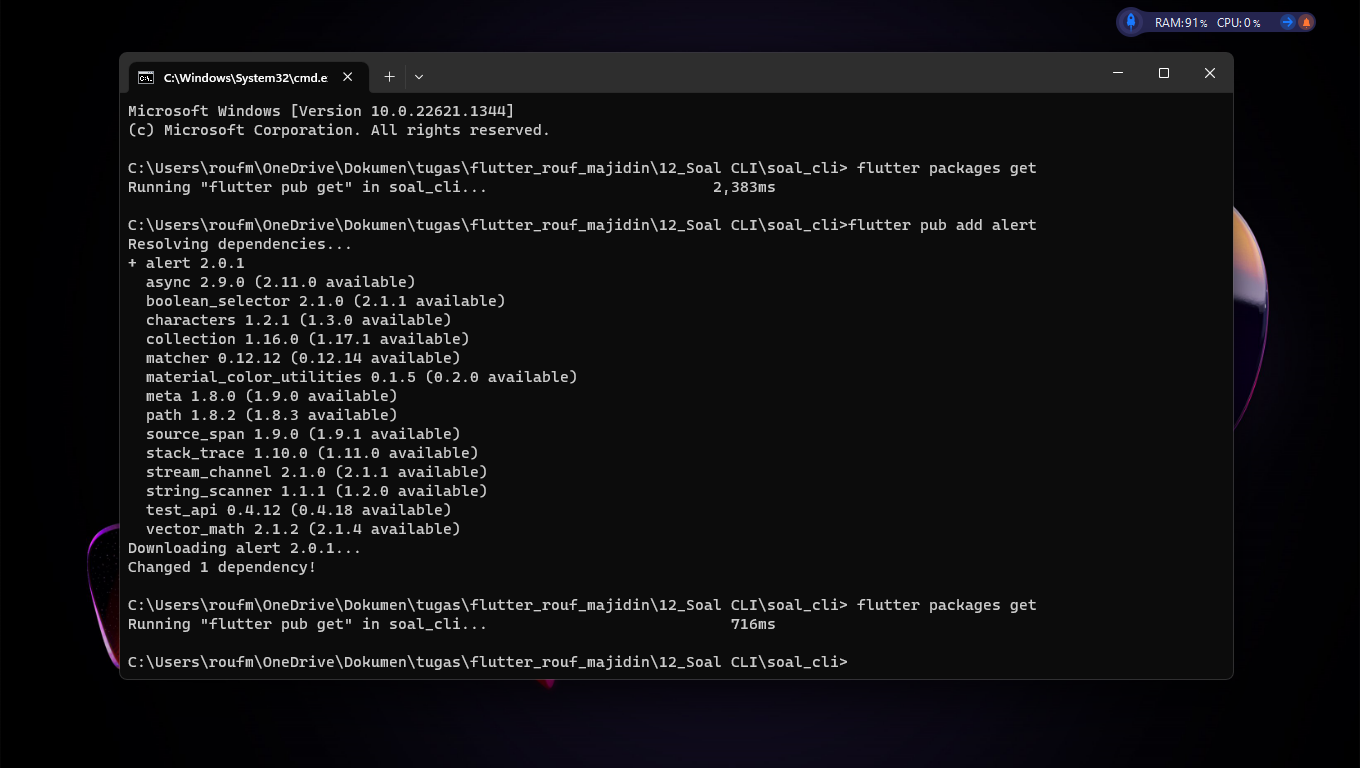 RAM:91% CPU:0%
C:\Windows\System32\cmd.e
Microsoft Windows [Version 10.0.22621.1344]
(c) Microsoft Corporation. All rights reserved.
C:\Users\roufm\OneDrive\Dokumen\tugas\flutter_rouf_majidin\12_Soal CLI\soal_cli> flutter packages get
Running "flutter pub get" in soal_cli... 2,383ms
C:\Users\roufm\OneDrive\Dokumen\tugas\flutter_rouf_majidin\12_Soal CLI\soal_cli>flutter pub add alert
Resolving dependencies...
+ alert 2.0.1
async 2.9.0 (2.11.0 available)
boolean_selector 2.1.0 (2.1.1 available)
characters 1.2.1 (1.3.0 available)
collection 1.16.0 (1.17.1 available)
matcher 0.12.12 (0.12.14 available)
material_color_utilities 0.1.5 (0.2.0 available)
meta 1.8.0 (1.9.0 available)
path 1.8.2 (1.8.3 available)
source_span 1.9.0 (1.9.1 available)
stack_trace 1.10.0 (1.11.0 available)
stream_channel 2.1.0 (2.1.1 available)
string_scanner 1.1.1 (1.2.0 available)
test_api 0.4.12 (0.4.18 available)
vector_math 2.1.2 (2.1.4 available)
Downloading alert 2.0.1...
Changed 1 dependency!
C:\Users\roufm\OneDrive\Dokumen\tugas\flutter_rouf_majidin\12_Soal CLI\soal_cli> flutter packages get
Running "flutter pub get" in soal_cli... 716ms
C:\Users\roufm\OneDrive\Dokumen\tugas\flutter_rouf_majidin\12_Soal CLI\soal_cli>